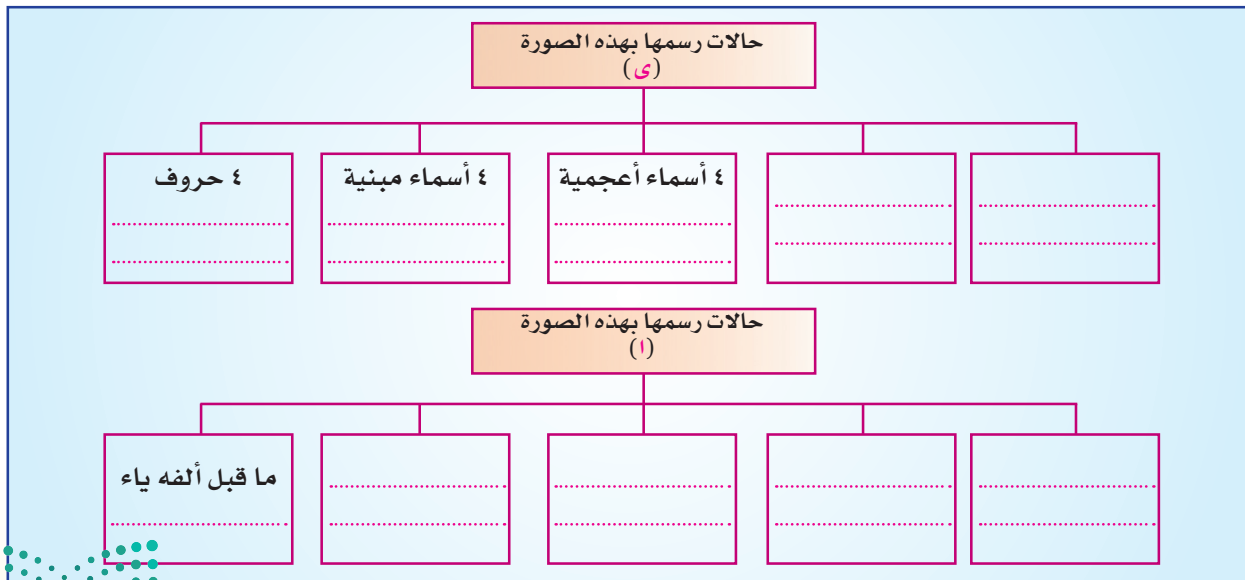 حالات رسمها بهذه الصورة
(ى)
٤ أسماء أعجمية
٤ أسماء مبنية
٤ حروف
حالات رسمها بهذه الصورة
(ا)
ما قبل ألفه ياء